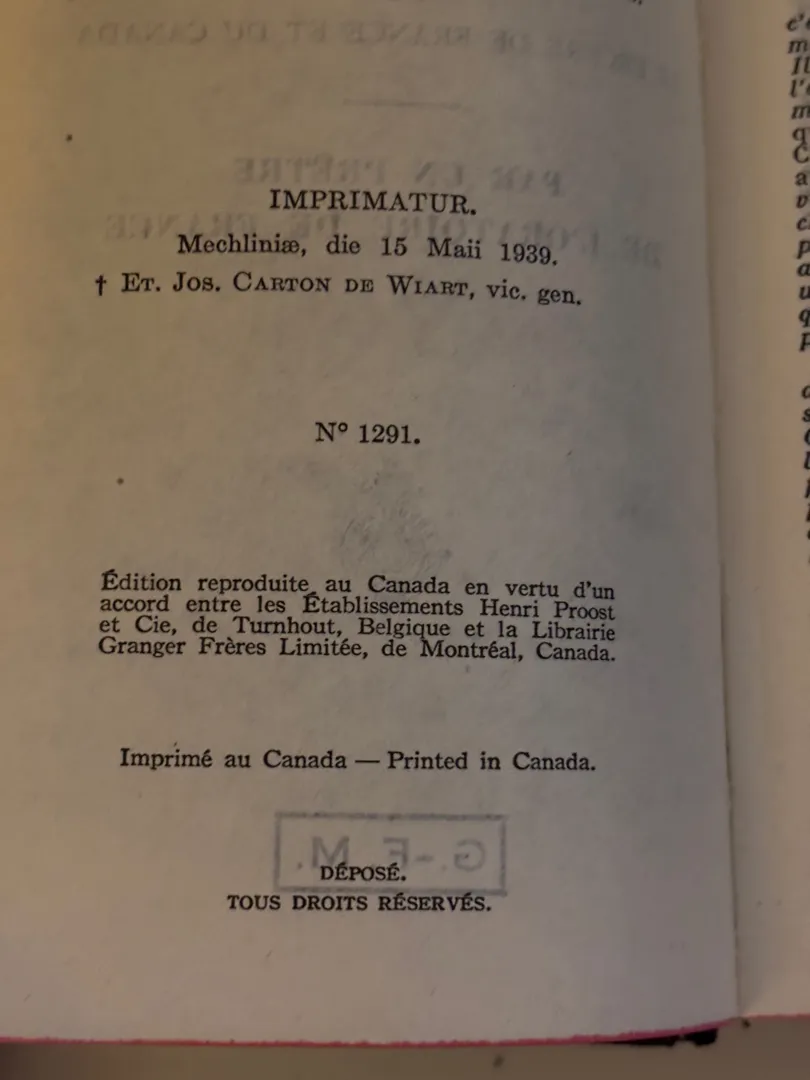 IMPRIMATUR.
Mechliniæ, die 15 Maii 1939.
† ET. JOS. CARTON DE WIART, vic. gen.
Nº 1291.
Édition reproduite au Canada en vertu d'un
accord entre les Établissements Henri Proost
et Cie, de Turnhout, Belgique et la Librairie
Granger Frères Limitée, de Montréal, Canada.
Imprimé au Canada — Printed in Canada.
DÉPOSÉ.
TOUS DROITS RÉSERVÉS.